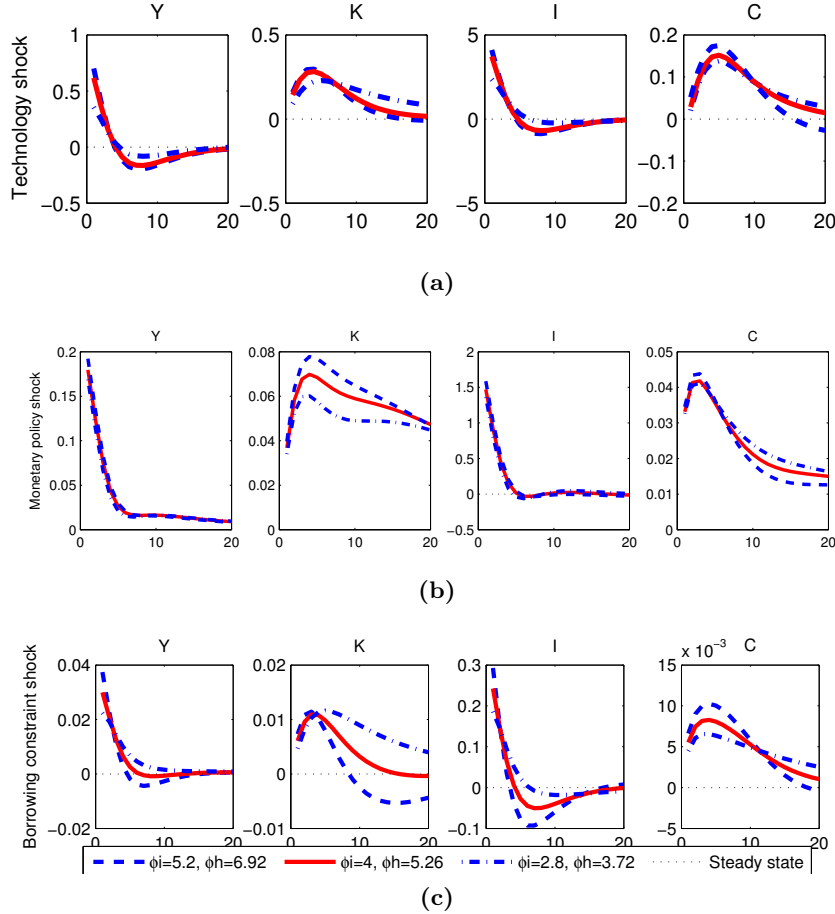 Y K I C
Technology shock
1
0.5
0
−0.5
0 10 20
0.5
0
−0.5
0 10 20
5
0
−5
0 10 20
0.2
0.1
0
−0.1
−0.2
0 10 20
(a)
Y K I C
Monetary policy shock
0.2
0.15
0.1
0.05
0
0 10 20
0.08
0.06
0.04
0.02
0
0 10 20
2
1.5
1
0.5
0
−0.5
0 10 20
0.05
0.04
0.03
0.02
0.01
0
0 10 20
(b)
Y K I C
Borrowing constraint shock
0.04
0.02
0
−0.02
0 10 20
0.02
0.01
0
−0.01
0 10 20
0.3
0.2
0.1
0
−0.1
0 10 20
x 10⁻³
15
10
5
0
−5
0 10 20
ϕi=5.2, ϕh=6.92 ϕi=4, ϕh=5.26 ϕi=2.8, ϕh=3.72 Steady state
(c)